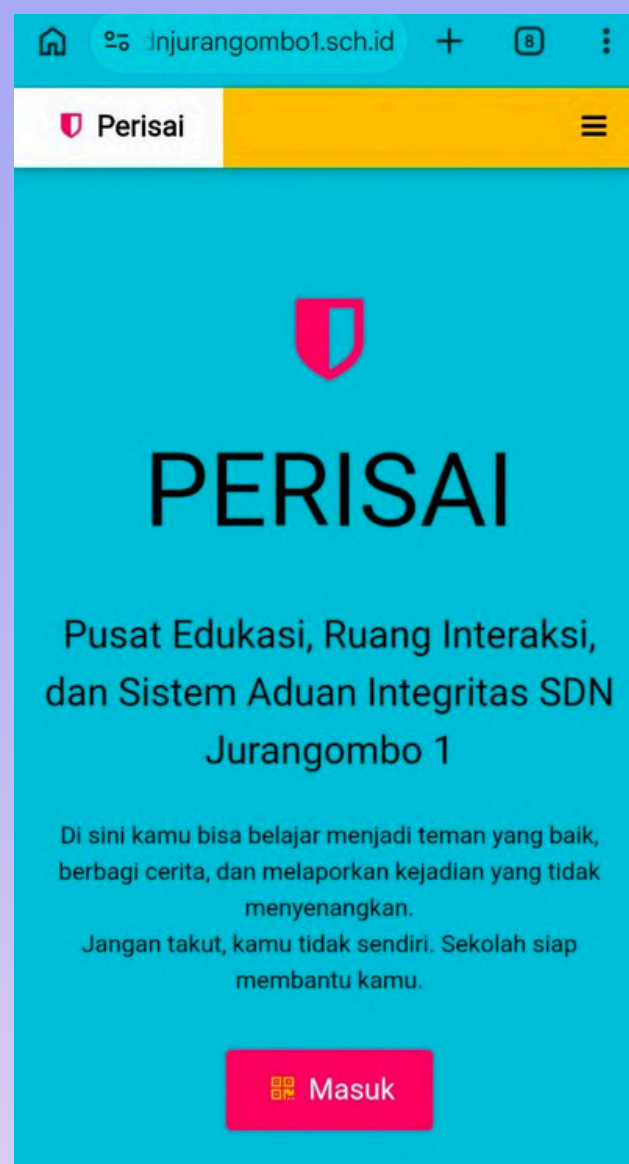 dnjurangombo1.sch.id
8
Perisai
PERISAI
Pusat Edukasi, Ruang Interaksi,
dan Sistem Aduan Integritas SDN
Jurangombo 1
Di sini kamu bisa belajar menjadi teman yang baik,
berbagi cerita, dan melaporkan kejadian yang tidak
menyenangkan.
Jangan takut, kamu tidak sendiri. Sekolah siap
membantu kamu.
Masuk